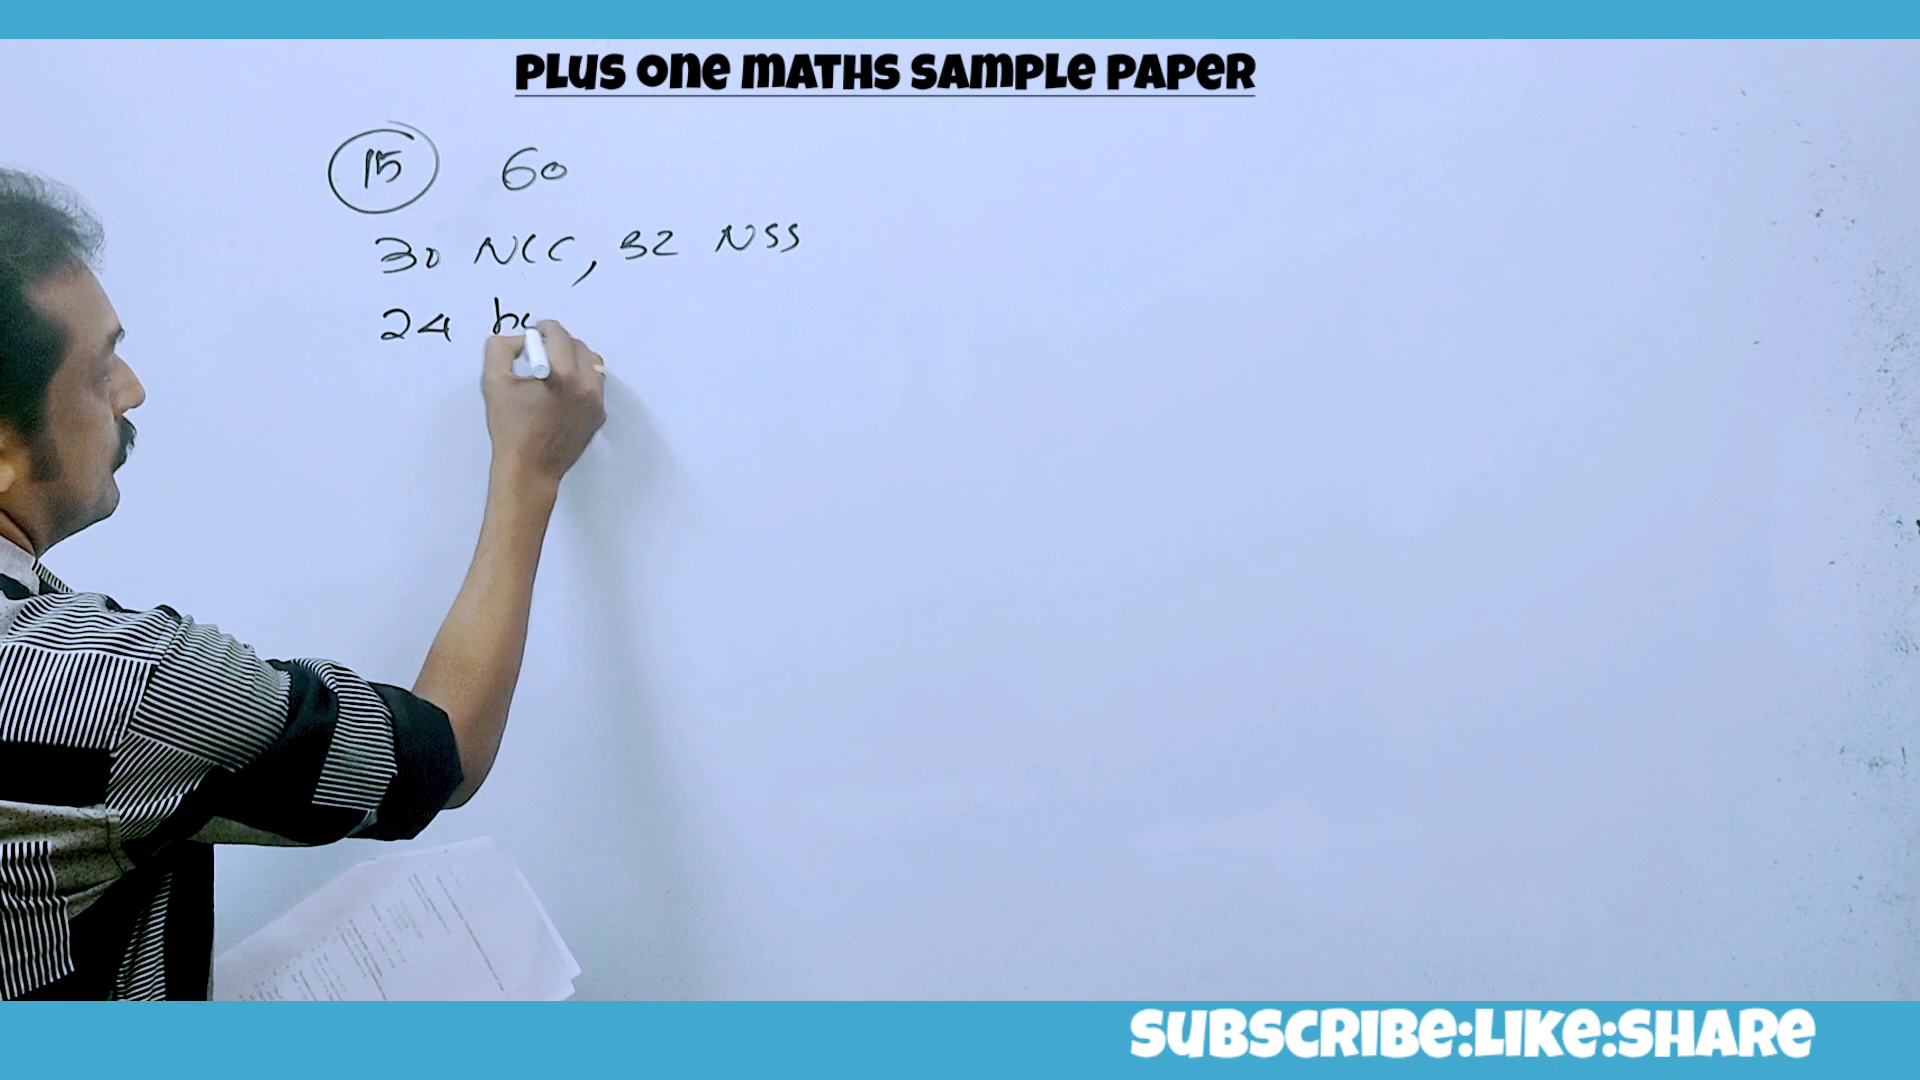 PLUS ONE MATHS SAMPLE PAPER
15 60
30 NCC, 32 NSS
24
SUBSCRIBE:LIKE:SHARE